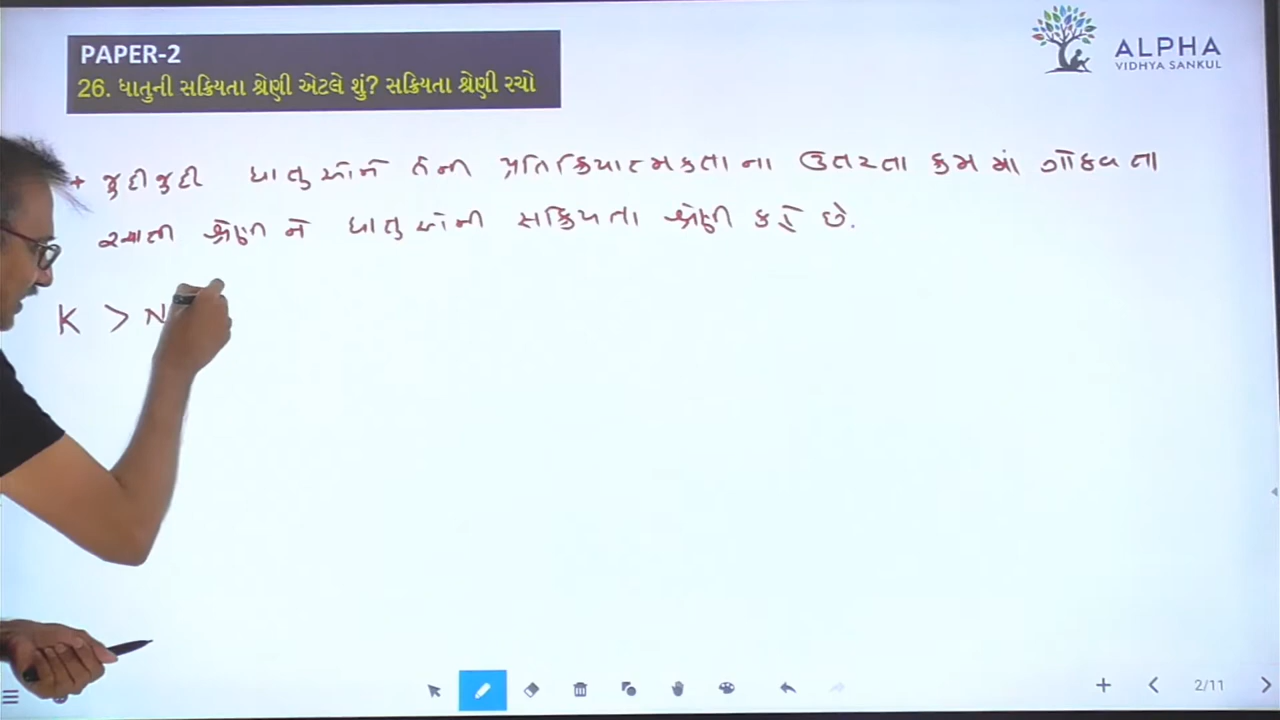 PAPER-2
26. ધાતુની સક્રિયતા શ્રેણી એટલે શું? સક્રિયતા શ્રેણી રચો
ALPHA
VIDHYA SANKUL
+ જુદીજુદી ધાતુઓને તેની પ્રતિક્રિયાત્મકતાના ઉતરતા ક્રમમાં ગોઠવતા
રચાતી શ્રેણીને ધાતુઓની સક્રિયતા શ્રેણી કહે છે.
K > N
2/11